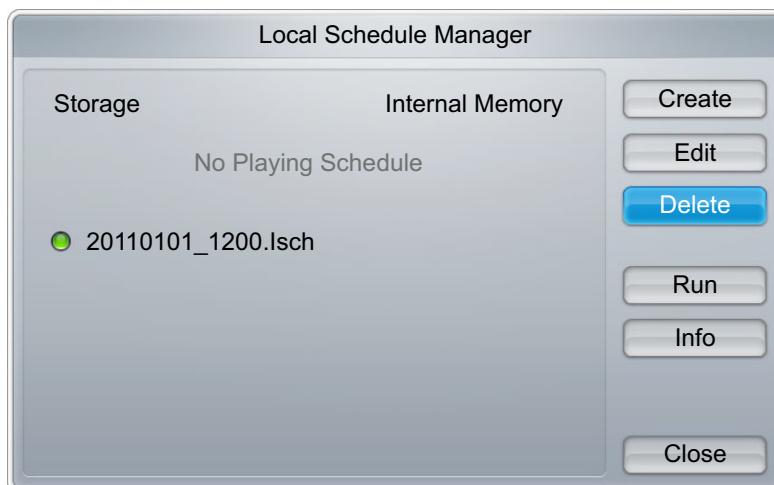 Local Schedule Manager
Storage Internal Memory
No Playing Schedule
20110101_1200.lsch
Create
Edit
Delete
Run
Info
Close